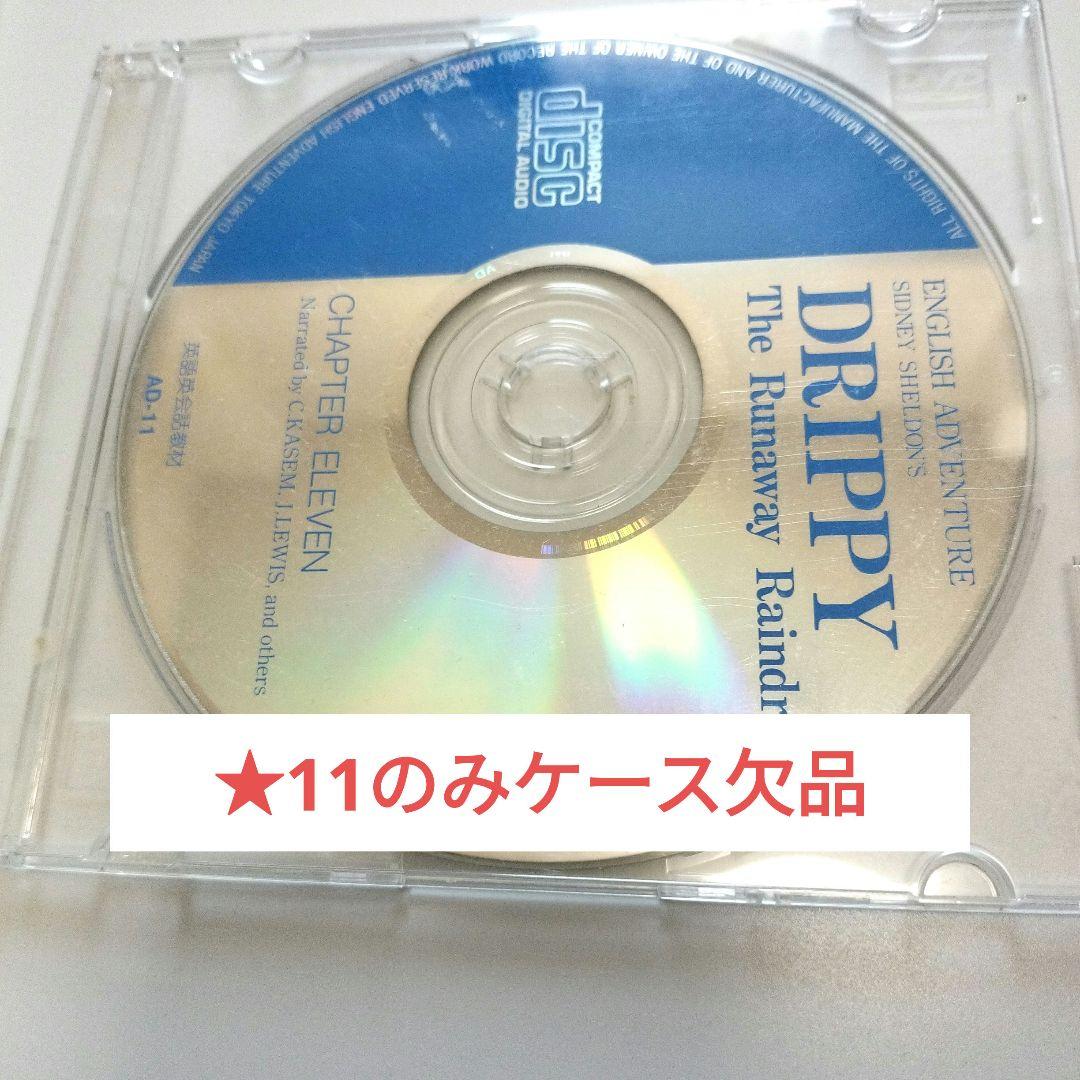 ALL RIGHTS OF THE MANUFACTURER AND OF THE OWNER OF THE RECORD WORK RESERVED ENGLISH ADVENTURE TOKYO JAPAN
COMPACT
disc
DIGITAL AUDIO
ENGLISH ADVENTURE
SIDNEY SHELDON'S
DRIPPY
The Runaway Raindr
CHAPTER ELEVEN
Narrated by C.KASEM, J.LEWIS, and others
英語英会話教材
AD-11
★11のみケース欠品